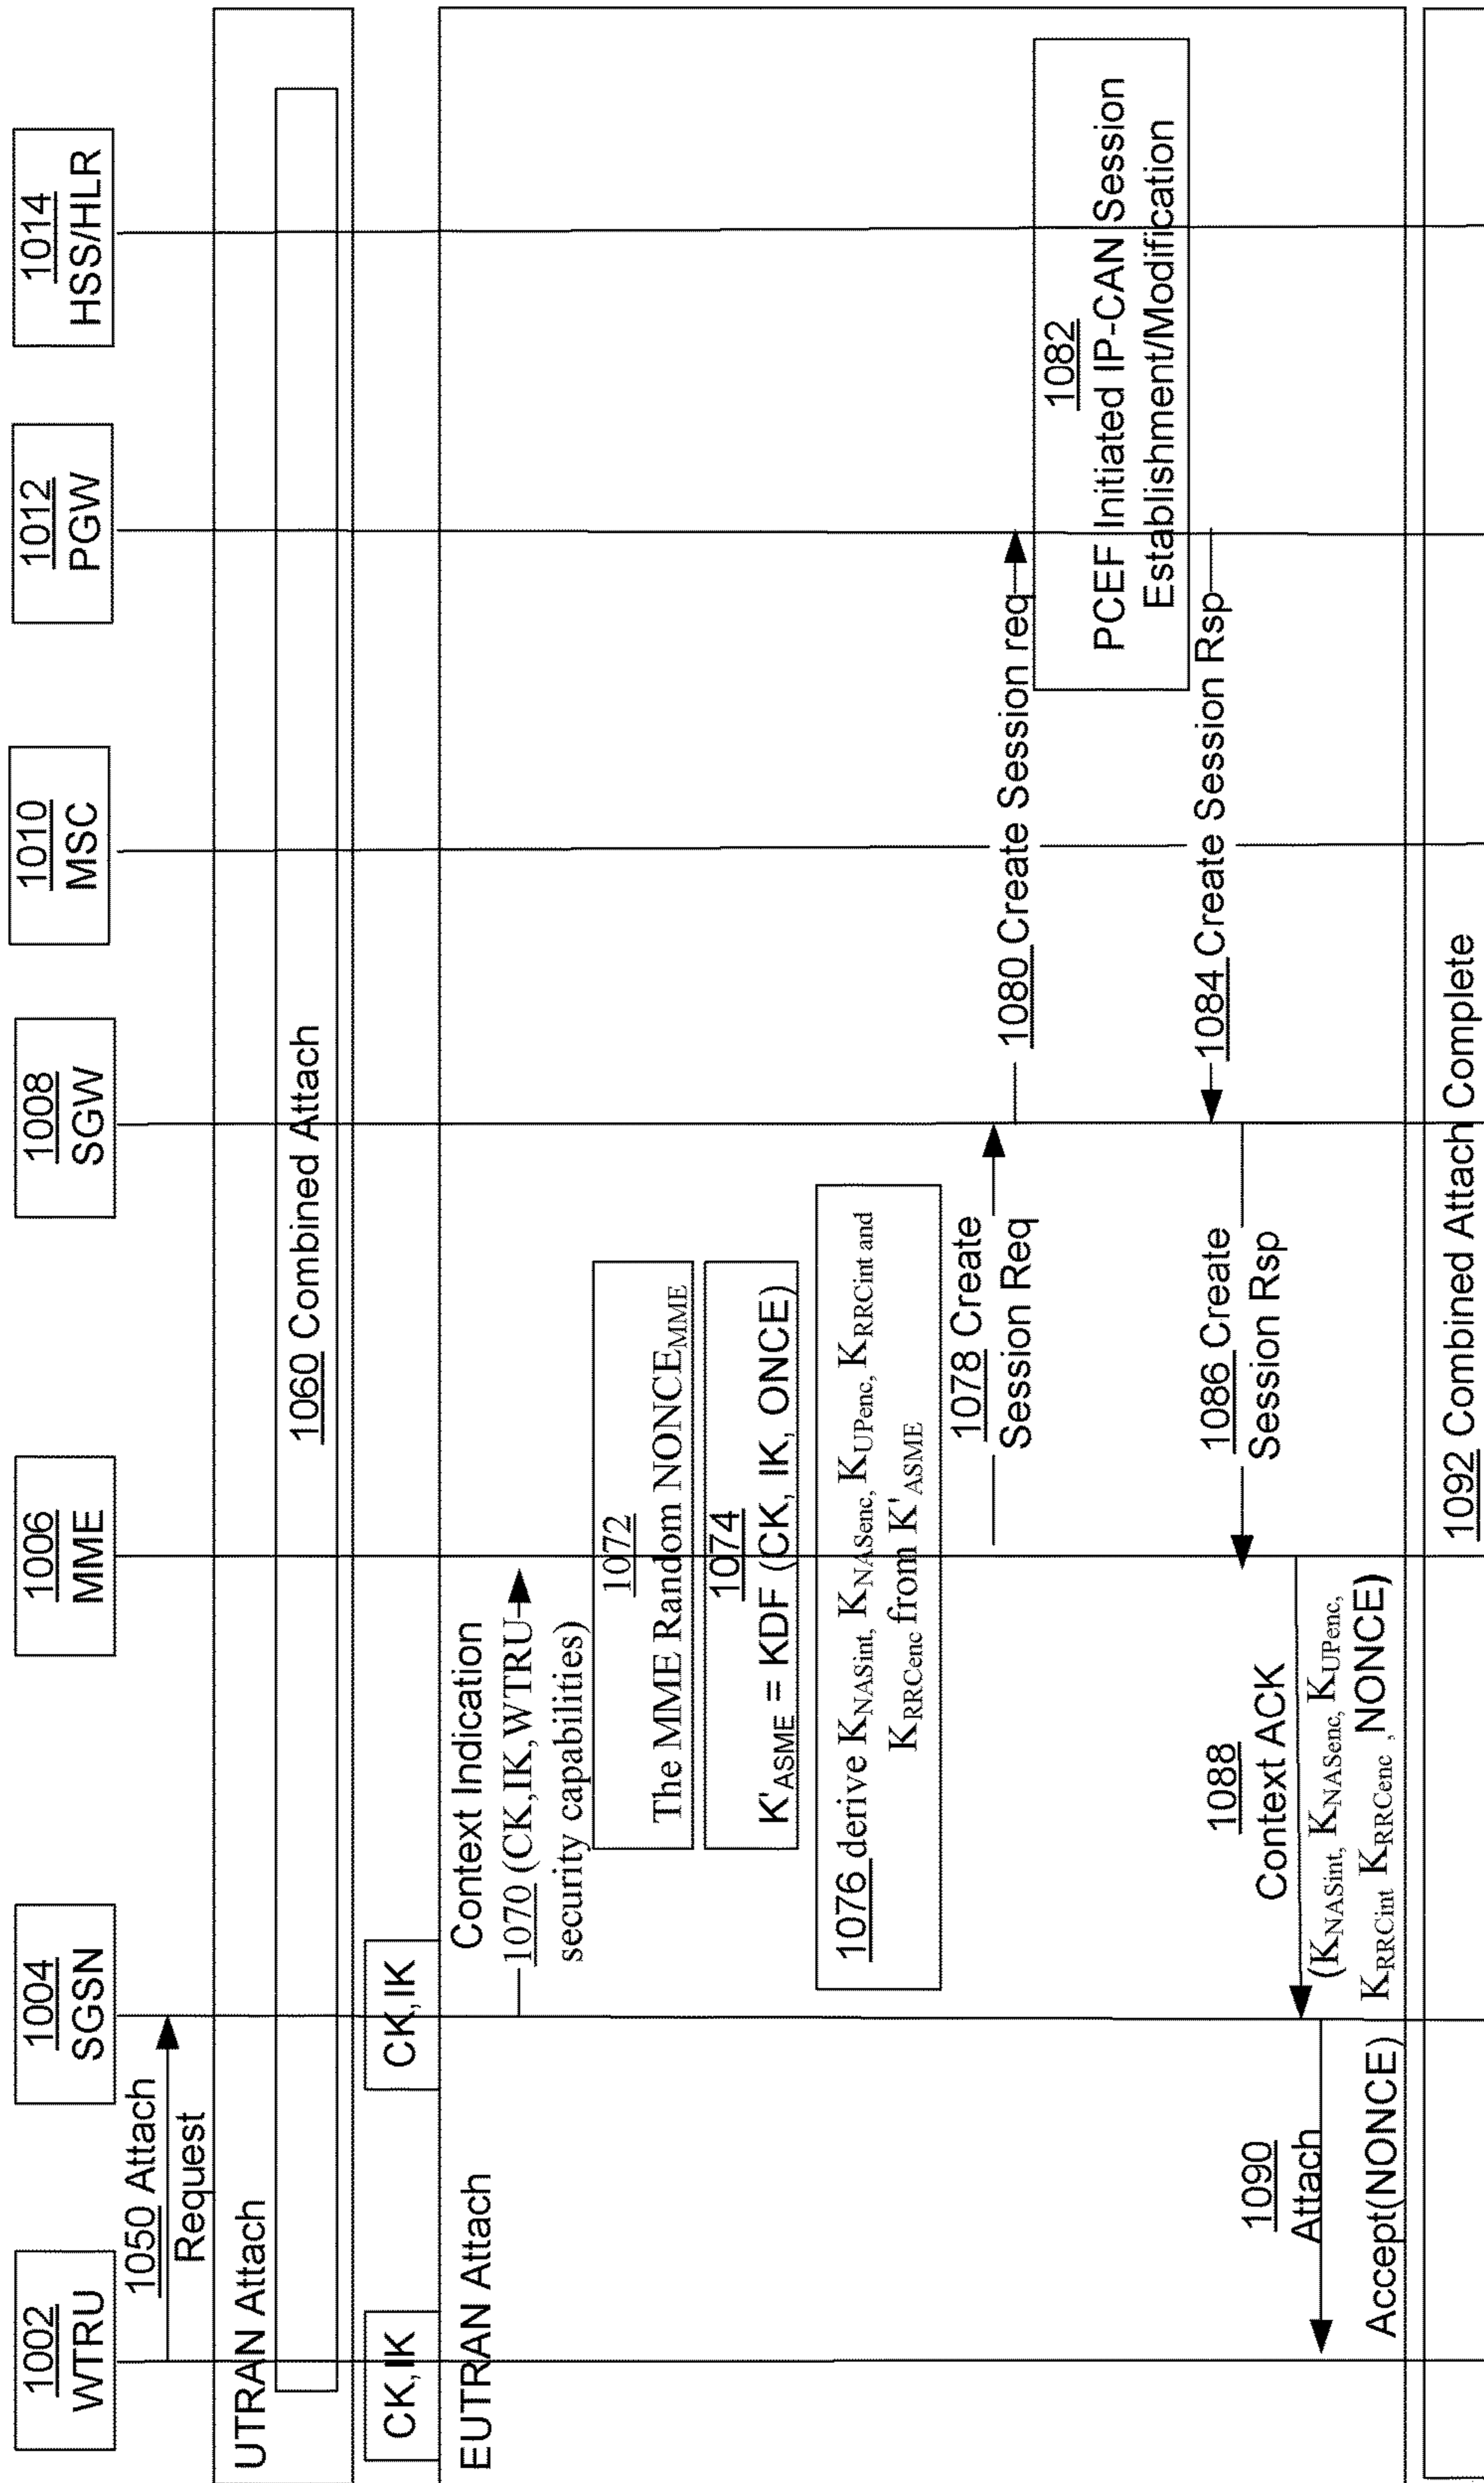 1002
WTRU
1004
SGSN
1006
MME
1008
SGW
1010
MSC
1012
PGW
1014
HSS/HLR
1050 Attach
Request
UTRAN Attach
1060 Combined Attach
CK,IK
CK,IK
EUTRAN Attach
Context Indication
1070 (CK,IK,WTRU
security capabilities)
1072
The MME Random NONCE_MME
1074
K'_ASME = KDF (CK, IK, ONCE)
1076 derive K_NASint, K_NASenc, K_UPenc, K_RRCint and
K_RRCenc from K'_ASME
1078 Create
Session Req
1080 Create Session req
1082
PCEF Initiated IP-CAN Session
Establishment/Modification
1084 Create Session Rsp
1086 Create
Session Rsp
1088
Context ACK
(K_NASint, K_NASenc, K_UPenc,
K_RRCint K_RRCenc , NONCE)
1090
Attach
Accept(NONCE)
1092 Combined Attach Complete